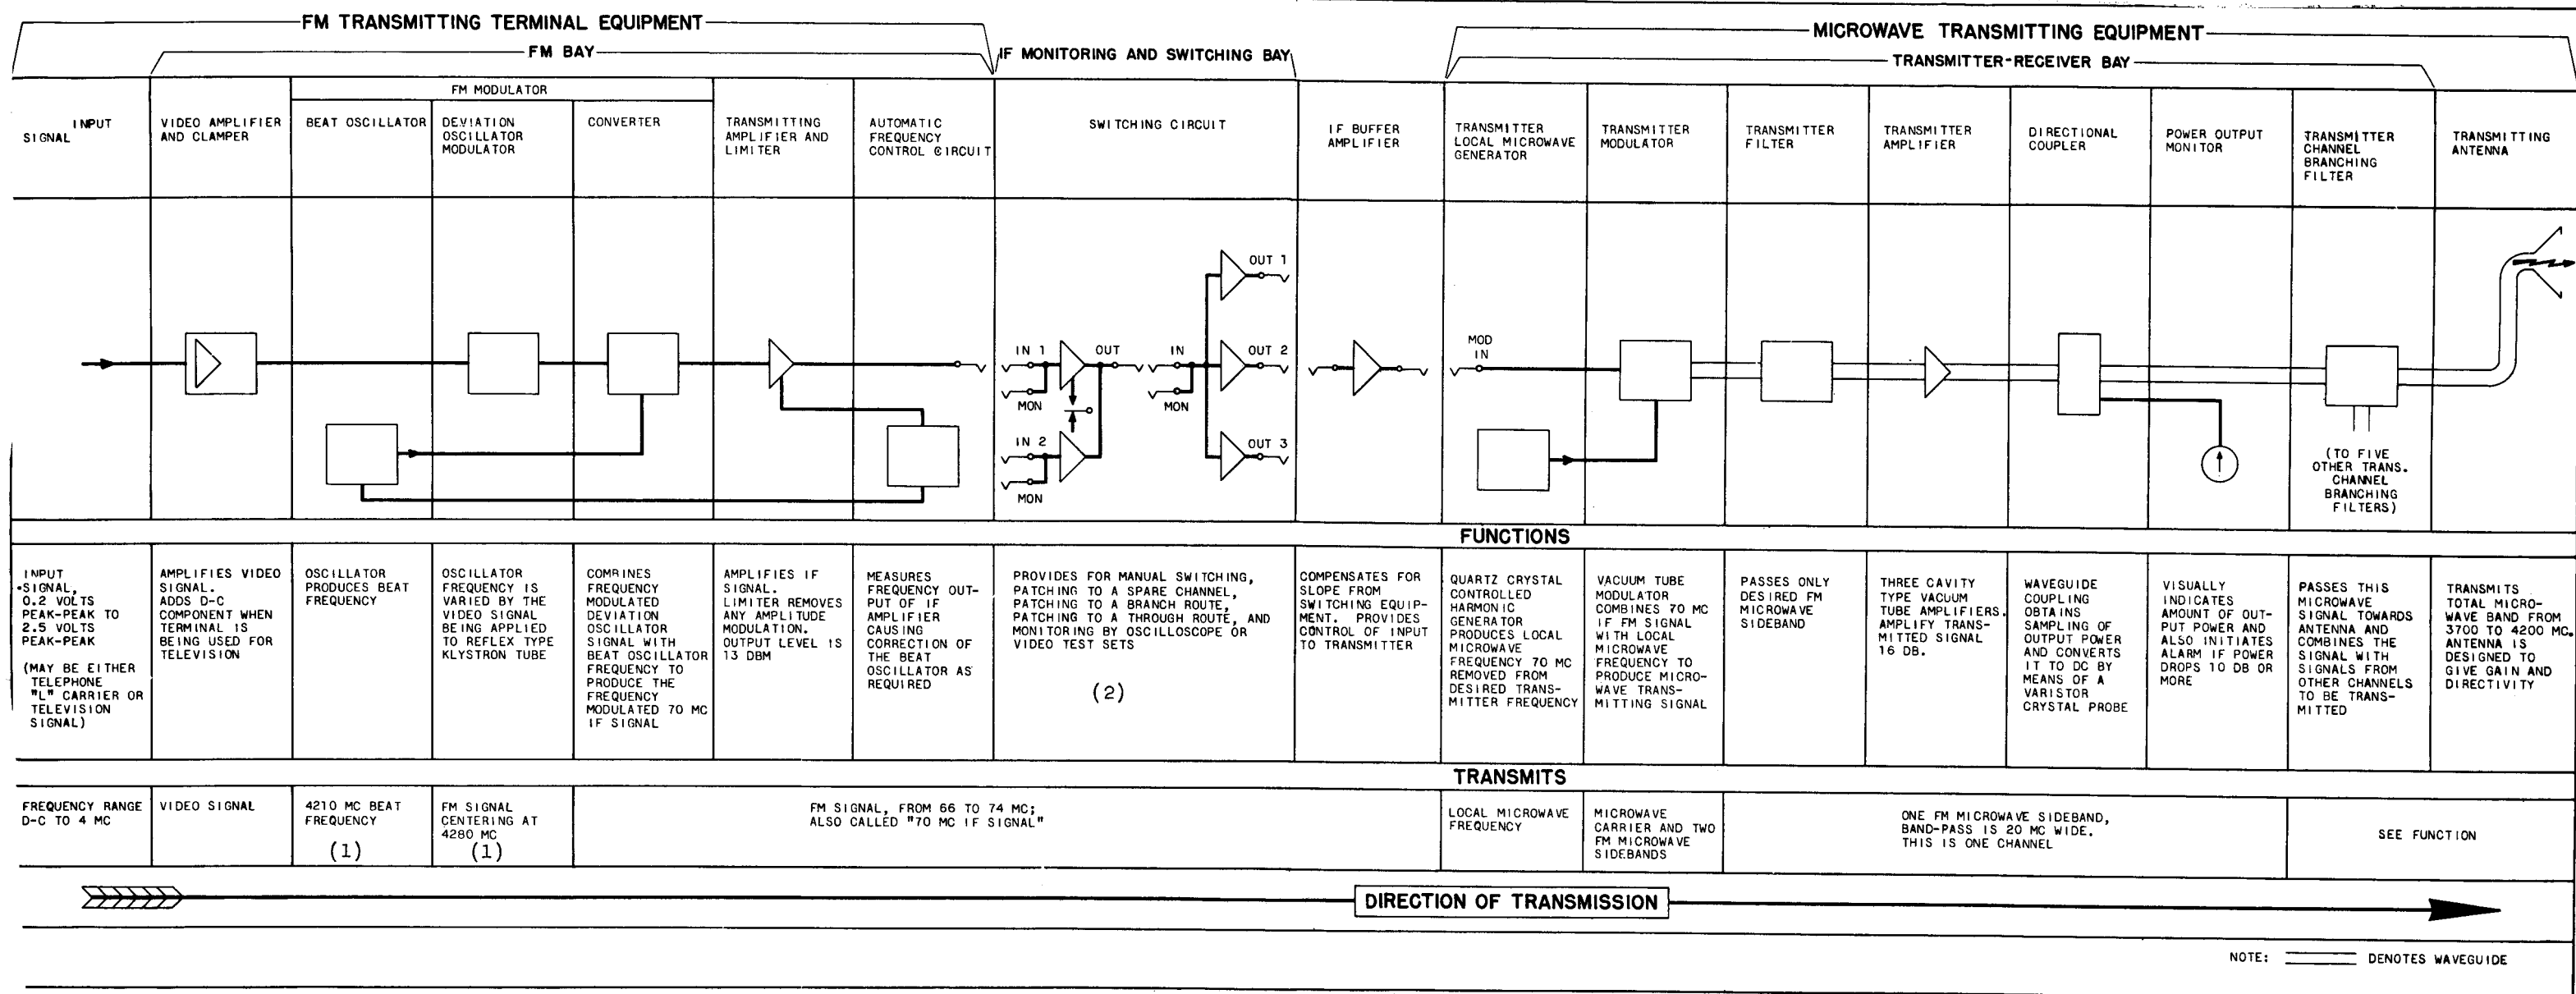 FM TRANSMITTING TERMINAL EQUIPMENT
MICROWAVE TRANSMITTING EQUIPMENT
FM BAY
IF MONITORING AND SWITCHING BAY
TRANSMITTER-RECEIVER BAY
FM MODULATOR
INPUT
SIGNAL
VIDEO AMPLIFIER
AND CLAMPER
BEAT OSCILLATOR
DEVIATION
OSCILLATOR
MODULATOR
CONVERTER
TRANSMITTING
AMPLIFIER AND
LIMITER
AUTOMATIC
FREQUENCY
CONTROL CIRCUIT
SWITCHING CIRCUIT
IF BUFFER
AMPLIFIER
TRANSMITTER
LOCAL MICROWAVE
GENERATOR
TRANSMITTER
MODULATOR
TRANSMITTER
FILTER
TRANSMITTER
AMPLIFIER
DIRECTIONAL
COUPLER
POWER OUTPUT
MONITOR
TRANSMITTER
CHANNEL
BRANCHING
FILTER
TRANSMITTING
ANTENNA
OUT 1
IN 1
OUT
IN
OUT 2
MON
MON
IN 2
OUT 3
MON
MOD
IN
(TO FIVE
OTHER TRANS.
CHANNEL
BRANCHING
FILTERS)
FUNCTIONS
INPUT
SIGNAL,
0.2 VOLTS
PEAK-PEAK TO
2.5 VOLTS
PEAK-PEAK
(MAY BE EITHER
TELEPHONE
"L" CARRIER OR
TELEVISION
SIGNAL)
AMPLIFIES VIDEO
SIGNAL.
ADDS D-C
COMPONENT WHEN
TERMINAL IS
BEING USED FOR
TELEVISION
OSCILLATOR
PRODUCES BEAT
FREQUENCY
OSCILLATOR
FREQUENCY IS
VARIED BY THE
VIDEO SIGNAL
BEING APPLIED
TO REFLEX TYPE
KLYSTRON TUBE
COMBINES
FREQUENCY
MODULATED
DEVIATION
OSCILLATOR
SIGNAL WITH
BEAT OSCILLATOR
FREQUENCY TO
PRODUCE THE
FREQUENCY
MODULATED 70 MC
IF SIGNAL
AMPLIFIES IF
SIGNAL.
LIMITER REMOVES
ANY AMPLITUDE
MODULATION.
OUTPUT LEVEL IS
13 DBM
MEASURES
FREQUENCY OUT-
PUT OF IF
AMPLIFIER
CAUSING
CORRECTION OF
THE BEAT
OSCILLATOR AS
REQUIRED
PROVIDES FOR MANUAL SWITCHING,
PATCHING TO A SPARE CHANNEL,
PATCHING TO A BRANCH ROUTE,
PATCHING TO A THROUGH ROUTE, AND
MONITORING BY OSCILLOSCOPE OR
VIDEO TEST SETS
(2)
COMPENSATES FOR
SLOPE FROM
SWITCHING EQUIP-
MENT. PROVIDES
CONTROL OF INPUT
TO TRANSMITTER
QUARTZ CRYSTAL
CONTROLLED
HARMONIC
GENERATOR
PRODUCES LOCAL
MICROWAVE
FREQUENCY 70 MC
REMOVED FROM
DESIRED TRANS-
MITTER FREQUENCY
VACUUM TUBE
MODULATOR
COMBINES 70 MC
IF FM SIGNAL
WITH LOCAL
MICROWAVE
FREQUENCY TO
PRODUCE MICRO-
WAVE TRANS-
MITTING SIGNAL
PASSES ONLY
DESIRED FM
MICROWAVE
SIDEBAND
THREE CAVITY
TYPE VACUUM
TUBE AMPLIFIERS.
AMPLIFY TRANS-
MITTED SIGNAL
16 DB.
WAVEGUIDE
COUPLING
OBTAINS
SAMPLING OF
OUTPUT POWER
AND CONVERTS
IT TO DC BY
MEANS OF A
VARISTOR
CRYSTAL PROBE
VISUALLY
INDICATES
AMOUNT OF OUT-
PUT POWER AND
ALSO INITIATES
ALARM IF POWER
DROPS 10 DB OR
MORE
PASSES THIS
MICROWAVE
SIGNAL TOWARDS
ANTENNA AND
COMBINES THE
SIGNAL WITH
SIGNALS FROM
OTHER CHANNELS
TO BE TRANS-
MITTED
TRANSMITS
TOTAL MICRO-
WAVE BAND FROM
3700 TO 4200 MC.
ANTENNA IS
DESIGNED TO
GIVE GAIN AND
DIRECTIVITY
TRANSMITS
FREQUENCY RANGE
D-C TO 4 MC
VIDEO SIGNAL
4210 MC BEAT
FREQUENCY
(1)
FM SIGNAL
CENTERING AT
4280 MC
(1)
FM SIGNAL, FROM 66 TO 74 MC;
ALSO CALLED "70 MC IF SIGNAL"
LOCAL MICROWAVE
FREQUENCY
MICROWAVE
CARRIER AND TWO
FM MICROWAVE
SIDEBANDS
ONE FM MICROWAVE SIDEBAND,
BAND-PASS IS 20 MC WIDE.
THIS IS ONE CHANNEL
SEE FUNCTION
DIRECTION OF TRANSMISSION
NOTE: DENOTES WAVEGUIDE